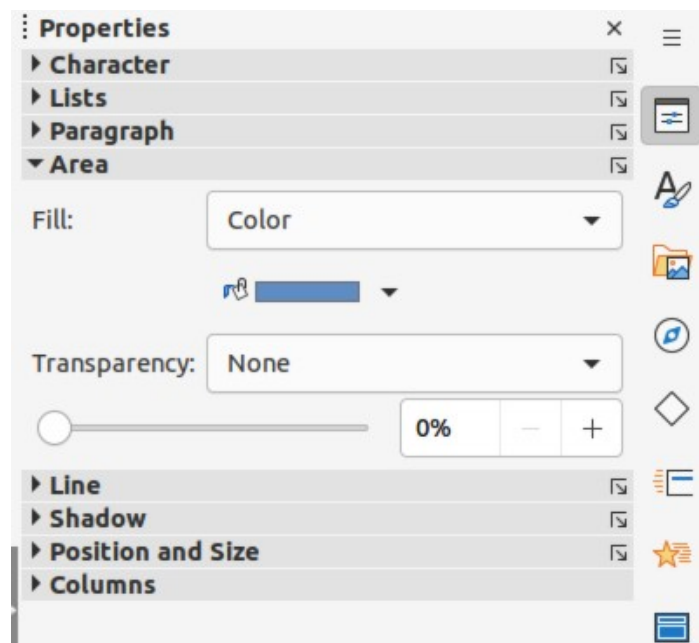 Properties
Character
Lists
Paragraph
Area
Fill: Color
Transparency: None
0%
Line
Shadow
Position and Size
Columns